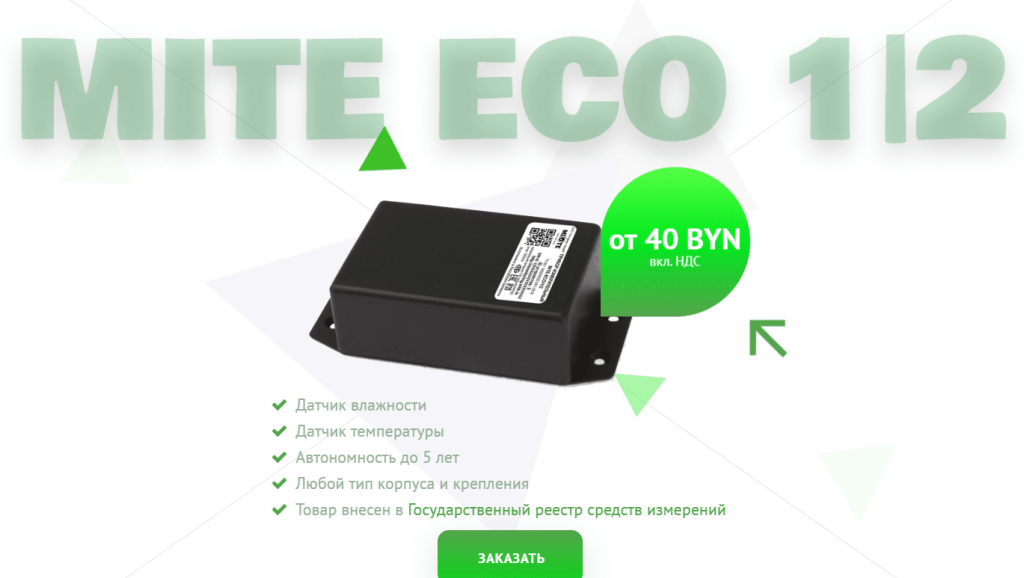 MITE ECO 1|2
от 40 BYN
вкл. НДС
Датчик влажности
Датчик температуры
Автономность до 5 лет
Любой тип корпуса и крепления
Товар внесен в Государственный реестр средств измерений
ЗАКАЗАТЬ